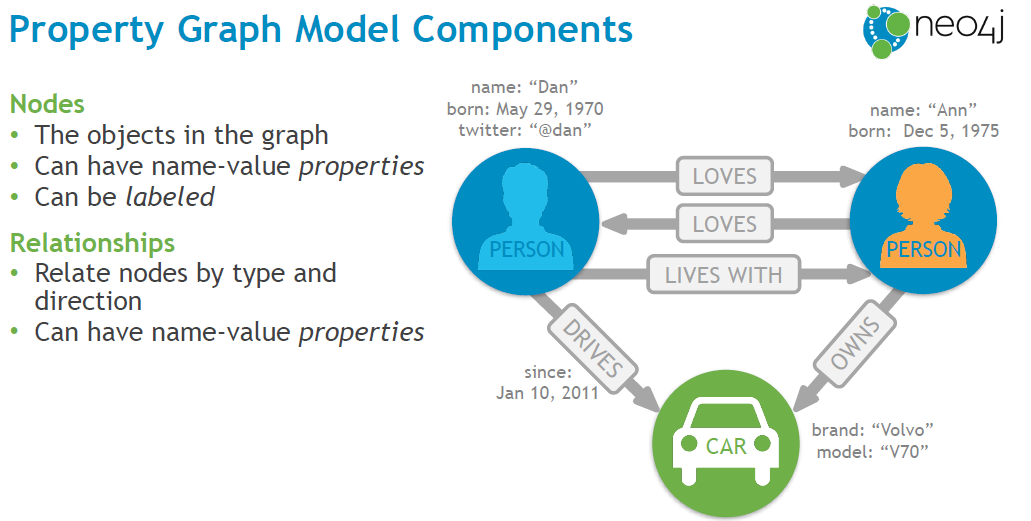 Property Graph Model Components
neo4j
Nodes
• The objects in the graph
• Can have name-value properties
• Can be labeled
Relationships
• Relate nodes by type and
direction
• Can have name-value properties
name: “Dan”
born: May 29, 1970
twitter: “@dan”
name: “Ann”
born: Dec 5, 1975
LOVES
LOVES
LIVES WITH
PERSON
PERSON
DRIVES
OWNS
since:
Jan 10, 2011
CAR
brand: “Volvo”
model: “V70”